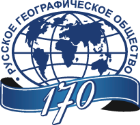 РУССКОЕ ГЕОГРАФИЧЕСКОЕ ОБЩЕСТВО
170